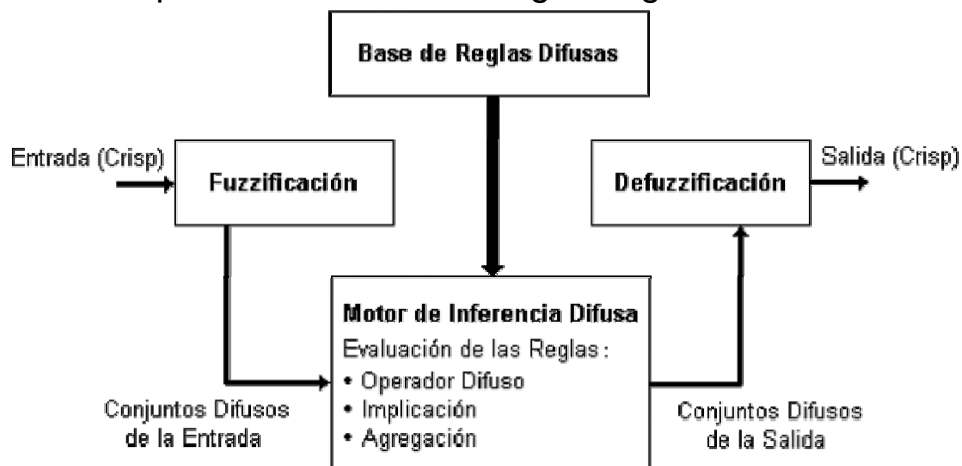 Base de Reglas Difusas
Entrada (Crisp)
Fuzzificación
Defuzzificación
Salida (Crisp)
Motor de Inferencia Difusa
Evaluación de las Reglas :
• Operador Difuso
• Implicación
• Agregación
Conjuntos Difusos
de la Entrada
Conjuntos Difusos
de la Salida